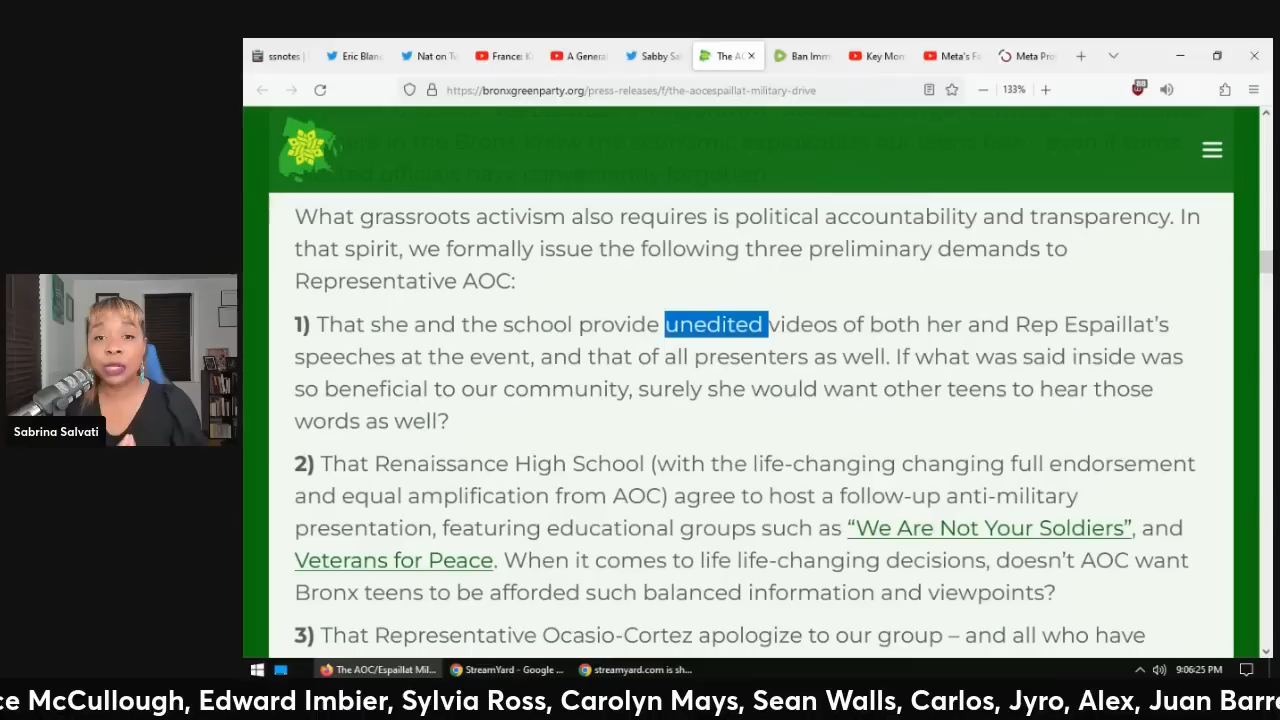 ssnotes |
Eric Blanc
Nat on T
France: K
A General
Sabby Sa
The AC
Ban Imm
Key Mom
Meta's F
Meta Pro
https://bronxgreenparty.org/press-releases/f/the-aocespaillat-military-drive
133%
88
What grassroots activism also requires is political accountability and transparency. In
that spirit, we formally issue the following three preliminary demands to
Representative AOC:
1) That she and the school provide unedited videos of both her and Rep Espaillat’s
speeches at the event, and that of all presenters as well. If what was said inside was
so beneficial to our community, surely she would want other teens to hear those
words as well?
2) That Renaissance High School (with the life-changing changing full endorsement
and equal amplification from AOC) agree to host a follow-up anti-military
presentation, featuring educational groups such as “We Are Not Your Soldiers”, and
Veterans for Peace. When it comes to life life-changing decisions, doesn’t AOC want
Bronx teens to be afforded such balanced information and viewpoints?
3) That Representative Ocasio-Cortez apologize to our group – and all who have
Sabrina Salvati
The AOC/Espaillat Mil...
StreamYard - Google ...
streamyard.com is sh...
9:06:25 PM
ce McCullough, Edward Imbier, Sylvia Ross, Carolyn Mays, Sean Walls, Carlos, Jyro, Alex, Juan Barr